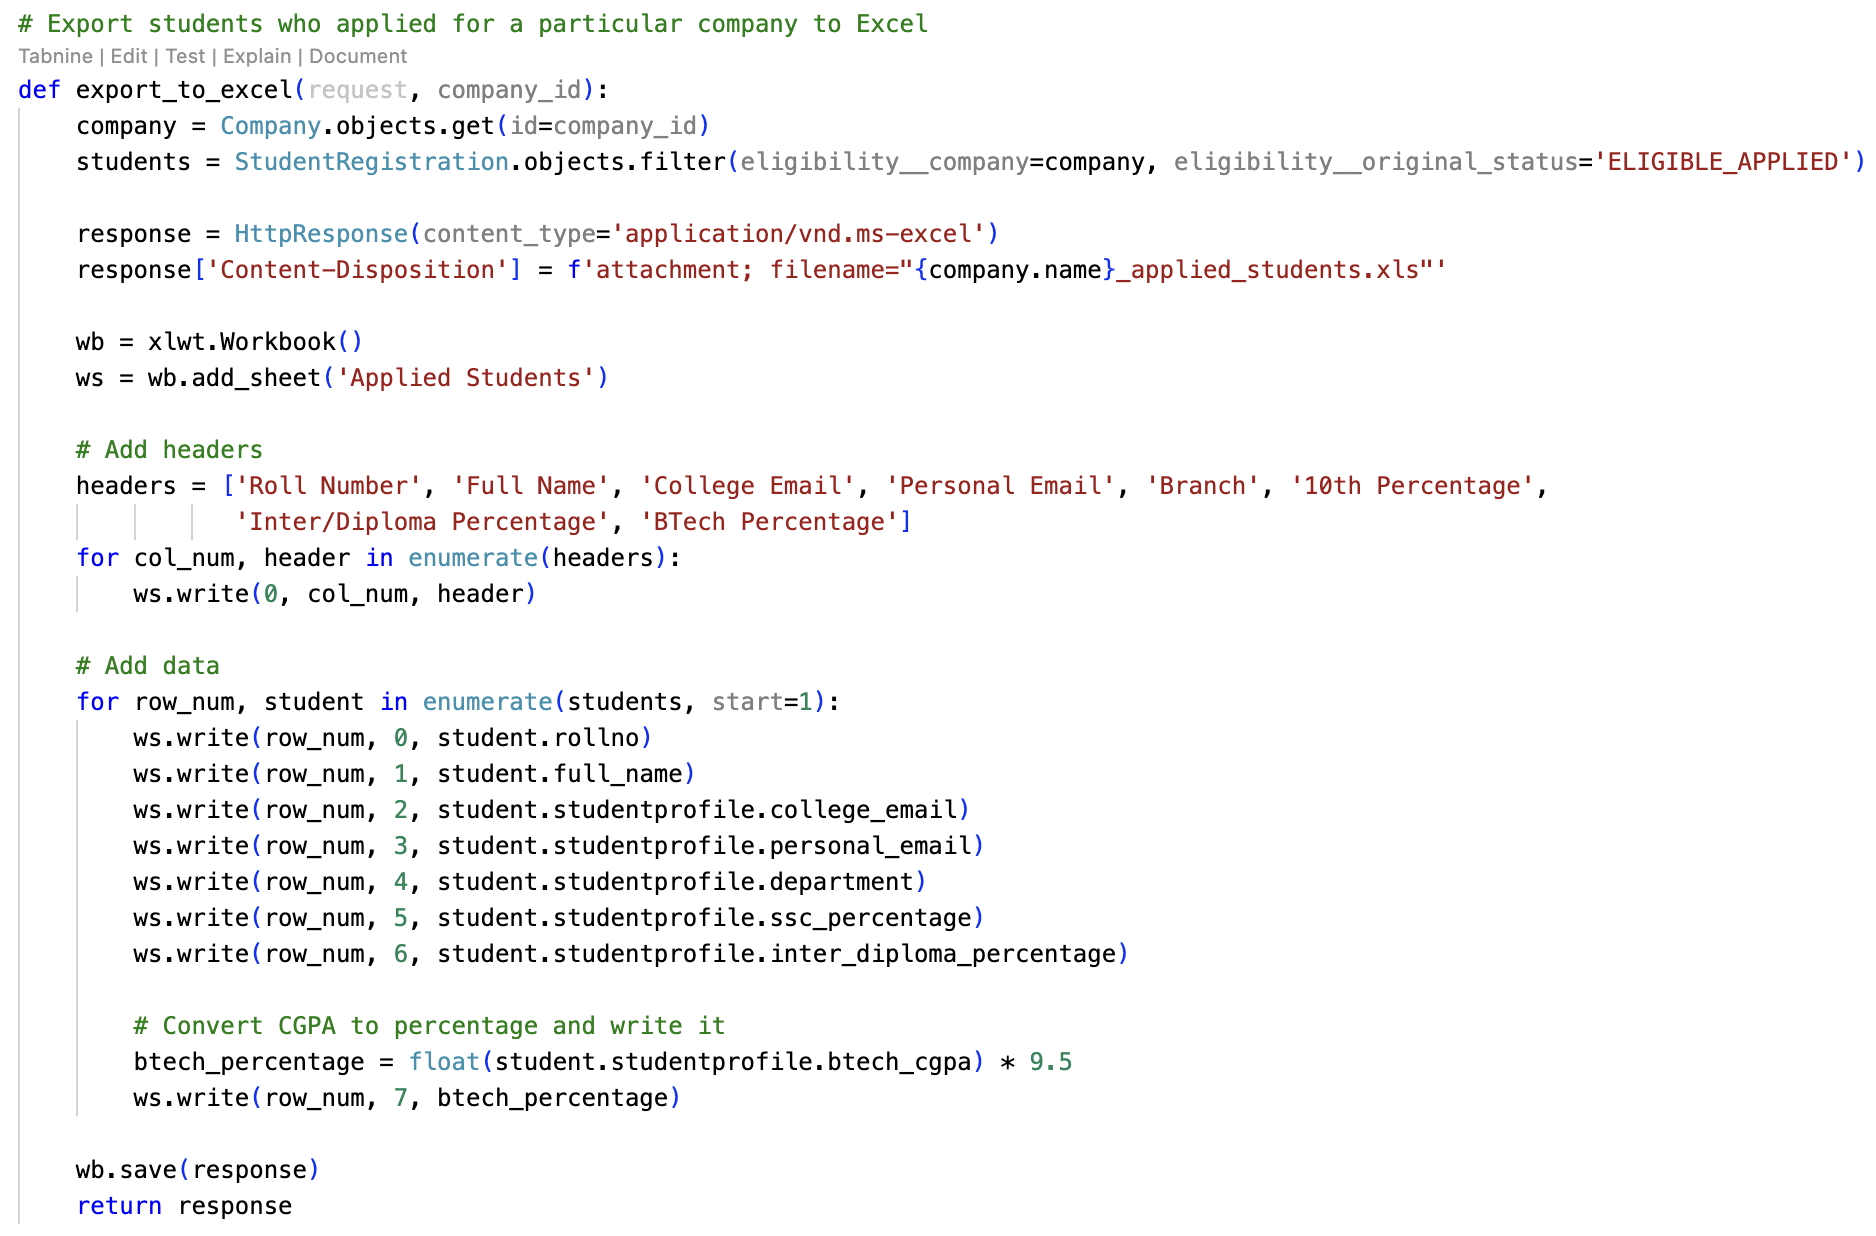 # Export students who applied for a particular company to Excel
Tabnine | Edit | Test | Explain | Document
def export_to_excel(request, company_id):
    company = Company.objects.get(id=company_id)
    students = StudentRegistration.objects.filter(eligibility__company=company, eligibility__original_status='ELIGIBLE_APPLIED')

    response = HttpResponse(content_type='application/vnd.ms-excel')
    response['Content-Disposition'] = f'attachment; filename="{company.name}_applied_students.xls"'

    wb = xlwt.Workbook()
    ws = wb.add_sheet('Applied Students')

    # Add headers
    headers = ['Roll Number', 'Full Name', 'College Email', 'Personal Email', 'Branch', '10th Percentage',
               'Inter/Diploma Percentage', 'BTech Percentage']
    for col_num, header in enumerate(headers):
        ws.write(0, col_num, header)

    # Add data
    for row_num, student in enumerate(students, start=1):
        ws.write(row_num, 0, student.rollno)
        ws.write(row_num, 1, student.full_name)
        ws.write(row_num, 2, student.studentprofile.college_email)
        ws.write(row_num, 3, student.studentprofile.personal_email)
        ws.write(row_num, 4, student.studentprofile.department)
        ws.write(row_num, 5, student.studentprofile.ssc_percentage)
        ws.write(row_num, 6, student.studentprofile.inter_diploma_percentage)

        # Convert CGPA to percentage and write it
        btech_percentage = float(student.studentprofile.btech_cgpa) * 9.5
        ws.write(row_num, 7, btech_percentage)

    wb.save(response)
    return response